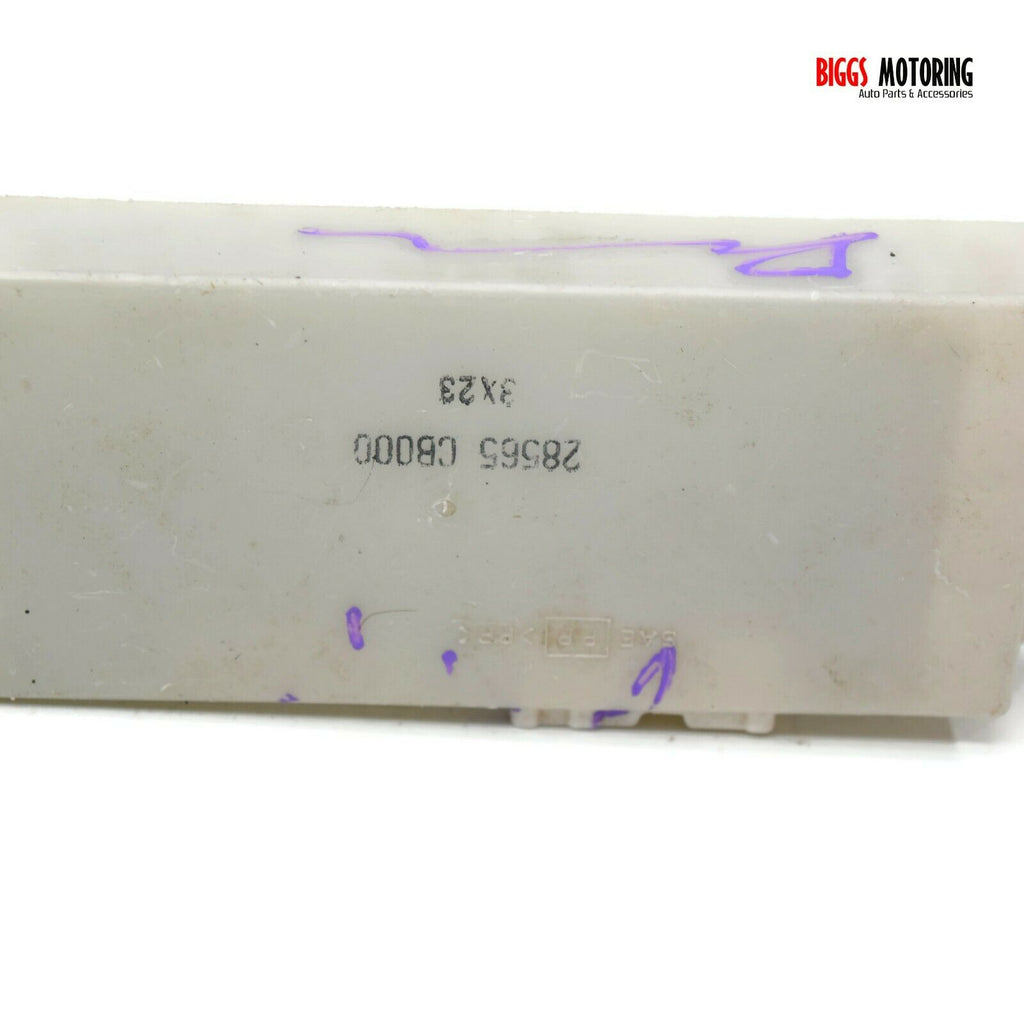 BIGGS MOTORING
Auto Parts & Accessories
28565 CB000
3X23